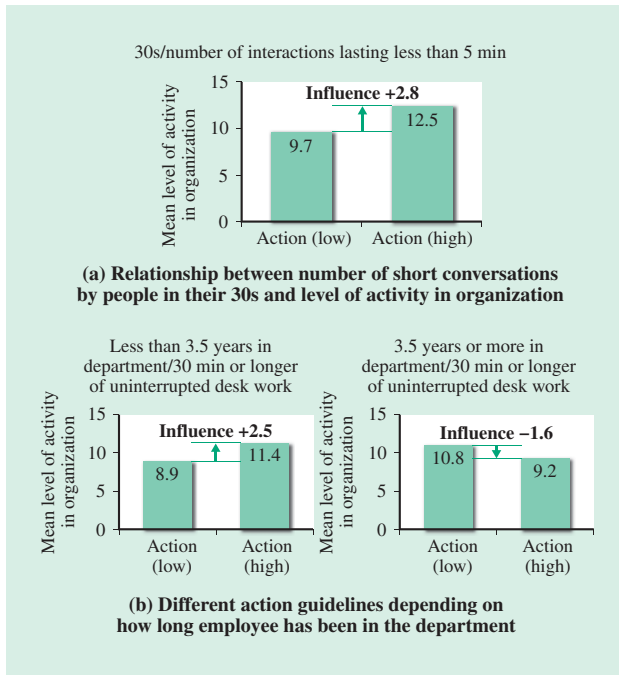 30s/number of interactions lasting less than 5 min
Mean level of activity
in organization
15
10
5
0
Influence +2.8
9.7
12.5
Action (low)
Action (high)
(a) Relationship between number of short conversations
by people in their 30s and level of activity in organization
Less than 3.5 years in
department/30 min or longer
of uninterrupted desk work
Mean level of activity
in organization
15
10
5
0
Influence +2.5
8.9
11.4
Action
(low)
Action
(high)
3.5 years or more in
department/30 min or longer
of uninterrupted desk work
Mean level of activity
in organization
15
10
5
0
Influence −1.6
10.8
9.2
Action
(low)
Action
(high)
(b) Different action guidelines depending on
how long employee has been in the department